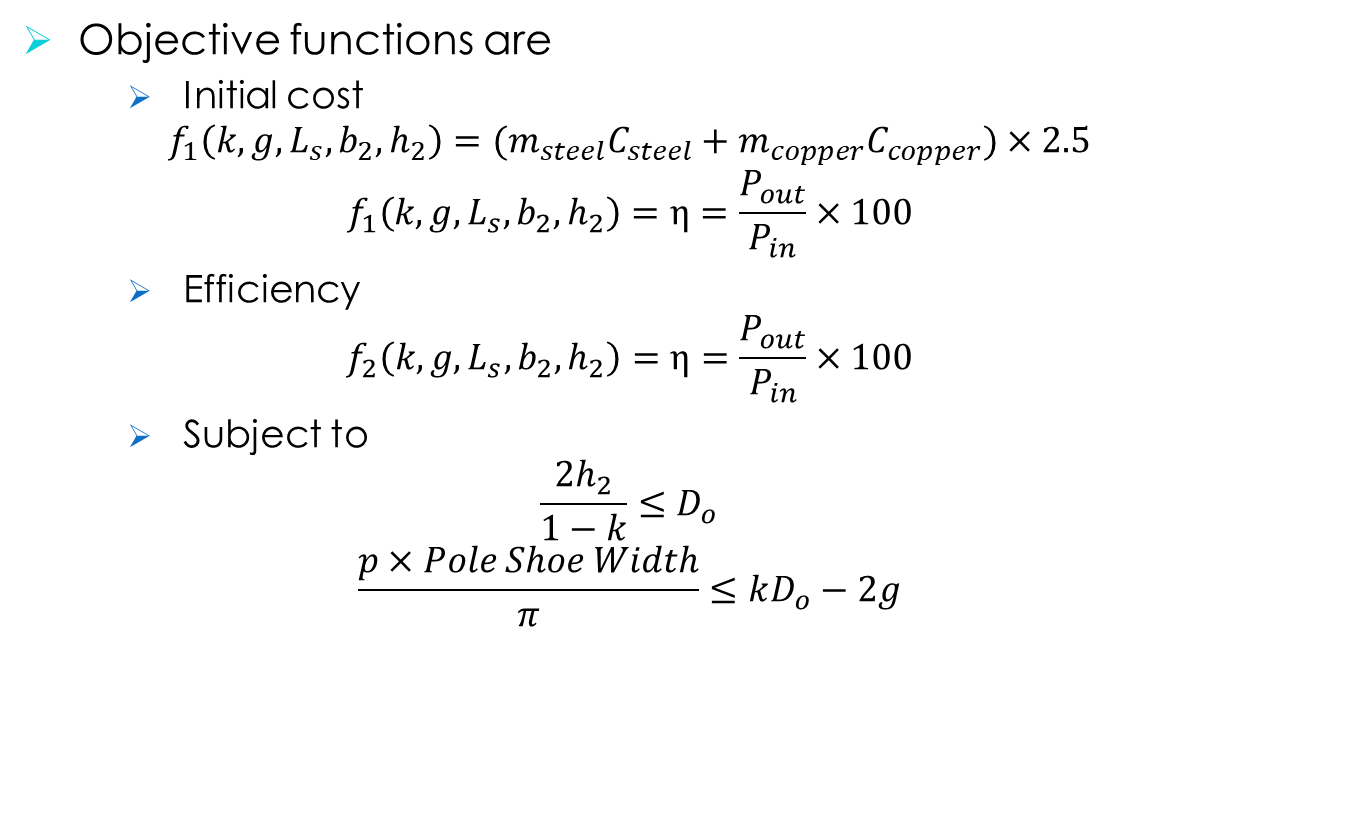 ➢ Objective functions are
➢ Initial cost
f₁(k, g, Lₛ, b₂, h₂) = (m_steel C_steel + m_copper C_copper) × 2.5
f₁(k, g, Lₛ, b₂, h₂) = η = P_out / P_in × 100
➢ Efficiency
f₂(k, g, Lₛ, b₂, h₂) = η = P_out / P_in × 100
➢ Subject to
2h₂ / (1 − k) ≤ Dₒ
p × Pole Shoe Width / π ≤ kDₒ − 2g